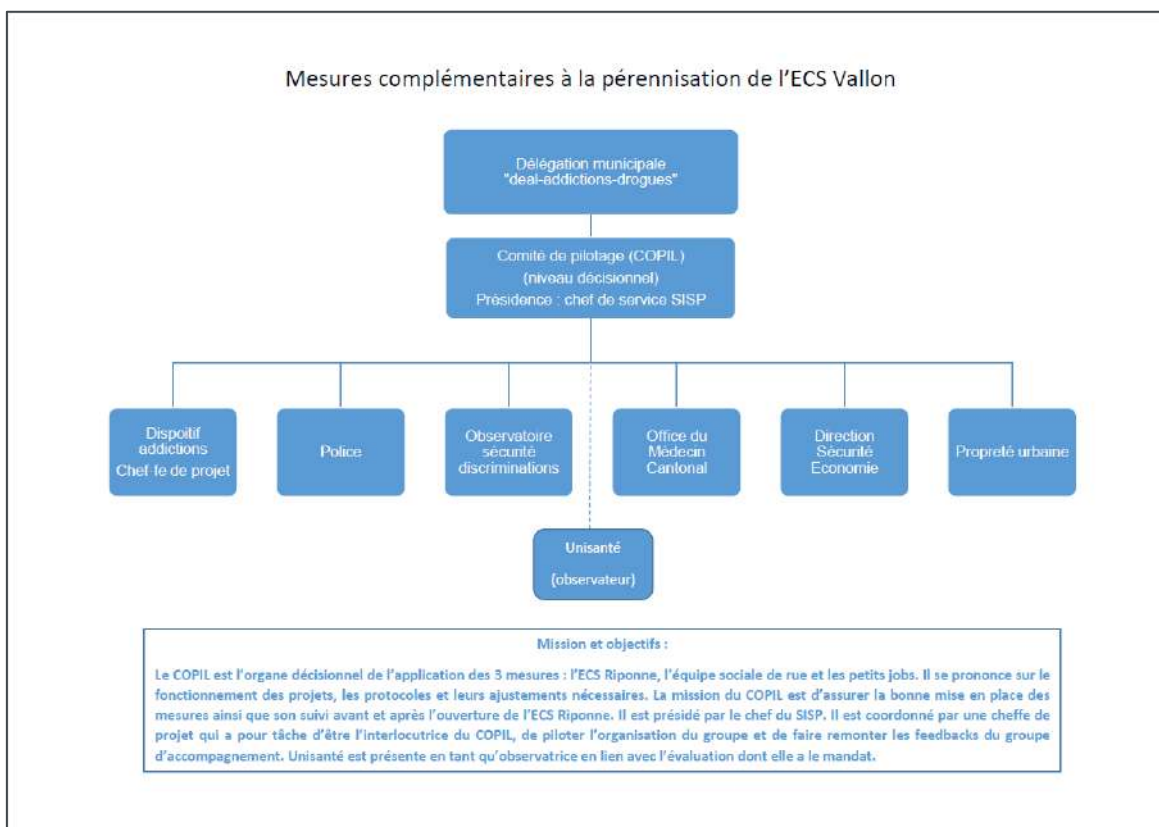 Mesures complémentaires à la pérennisation de l'ECS Vallon
Délégation municipale
"deal-addictions-drogues"
Comité de pilotage (COPIL)
(niveau décisionnel)
Présidence : chef de service SISP
Dispoitif
addictions
Chef·fe de projet
Police
Observatoire
sécurité
discriminations
Office du
Médecin
Cantonal
Direction
Sécurité
Economie
Propreté urbaine
Unisanté
(observateur)
Mission et objectifs :
Le COPIL est l'organe décisionnel de l'application des 3 mesures : l'ECS Riponne, l'équipe sociale de rue et les petits jobs. Il se prononce sur le
fonctionnement des projets, les protocoles et leurs ajustements nécessaires. La mission du COPIL est d'assurer la bonne mise en place des
mesures ainsi que son suivi avant et après l'ouverture de l'ECS Riponne. Il est présidé par le chef du SISP. Il est coordonné par une cheffe de
projet qui a pour tâche d'être l'interlocutrice du COPIL, de piloter l'organisation du groupe et de faire remonter les feedbacks du groupe
d'accompagnement. Unisanté est présente en tant qu'observatrice en lien avec l'évaluation dont elle a le mandat.